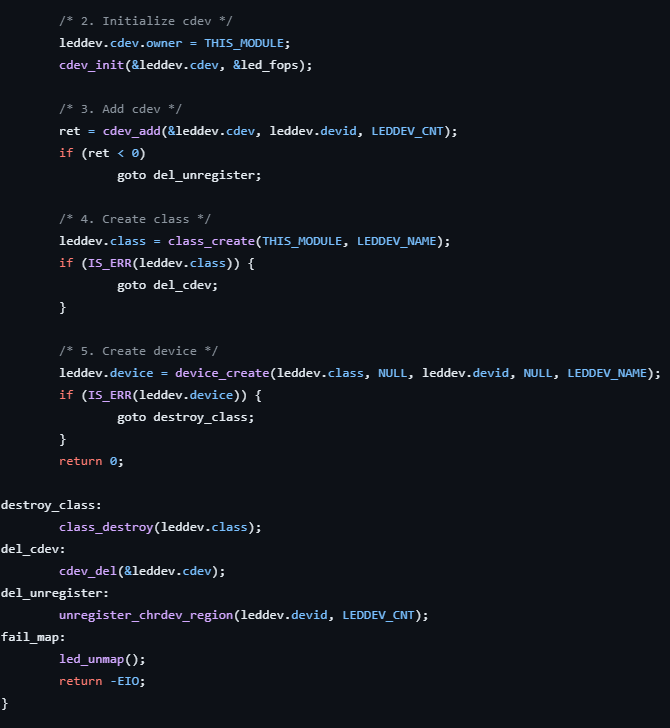 /* 2. Initialize cdev */
leddev.cdev.owner = THIS_MODULE;
cdev_init(&leddev.cdev, &led_fops);
/* 3. Add cdev */
ret = cdev_add(&leddev.cdev, leddev.devid, LEDDEV_CNT);
if (ret < 0)
goto del_unregister;
/* 4. Create class */
leddev.class = class_create(THIS_MODULE, LEDDEV_NAME);
if (IS_ERR(leddev.class)) {
goto del_cdev;
}
/* 5. Create device */
leddev.device = device_create(leddev.class, NULL, leddev.devid, NULL, LEDDEV_NAME);
if (IS_ERR(leddev.device)) {
goto destroy_class;
}
return 0;
destroy_class:
class_destroy(leddev.class);
del_cdev:
cdev_del(&leddev.cdev);
del_unregister:
unregister_chrdev_region(leddev.devid, LEDDEV_CNT);
fail_map:
led_unmap();
return -EIO;
}